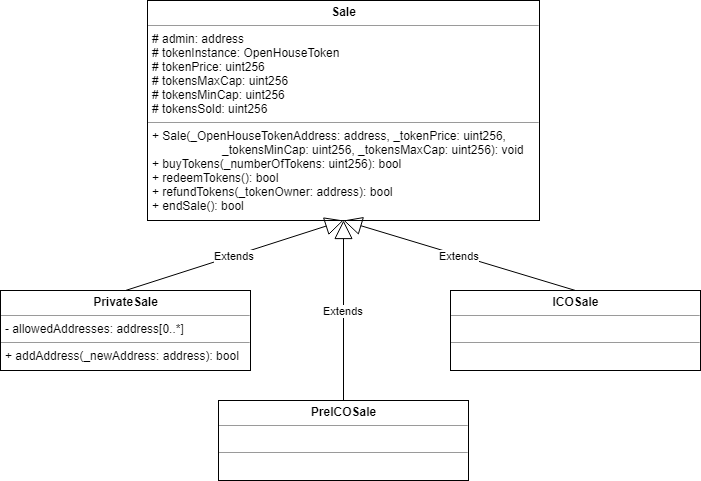 Sale
# admin: address
# tokenInstance: OpenHouseToken
# tokenPrice: uint256
# tokensMaxCap: uint256
# tokensMinCap: uint256
# tokensSold: uint256
+ Sale(_OpenHouseTokenAddress: address, _tokenPrice: uint256,
_tokensMinCap: uint256, _tokensMaxCap: uint256): void
+ buyTokens(_numberOfTokens: uint256): bool
+ redeemTokens(): bool
+ refundTokens(_tokenOwner: address): bool
+ endSale(): bool
Extends
Extends
Extends
PrivateSale
- allowedAddresses: address[0..*]
+ addAddress(_newAddress: address): bool
ICOSale
PreICOSale